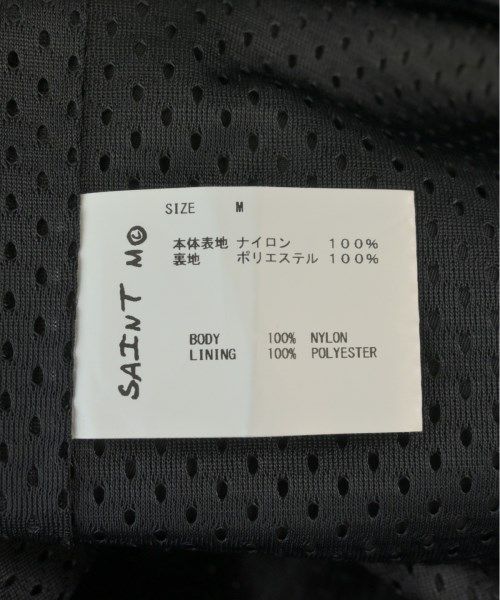 SIZE M
本体表地 ナイロン 100%
裏地 ポリエステル 100%
BODY 100% NYLON
LINING 100% POLYESTER
SAINT M©